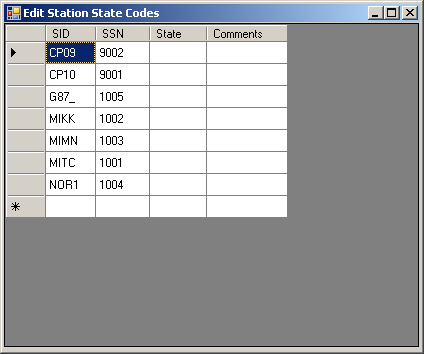 Edit Station State Codes
SID SSN State Comments
CP09 9002
CP10 9001
G87_ 1005
MIKK 1002
MIMN 1003
MITC 1001
NOR1 1004